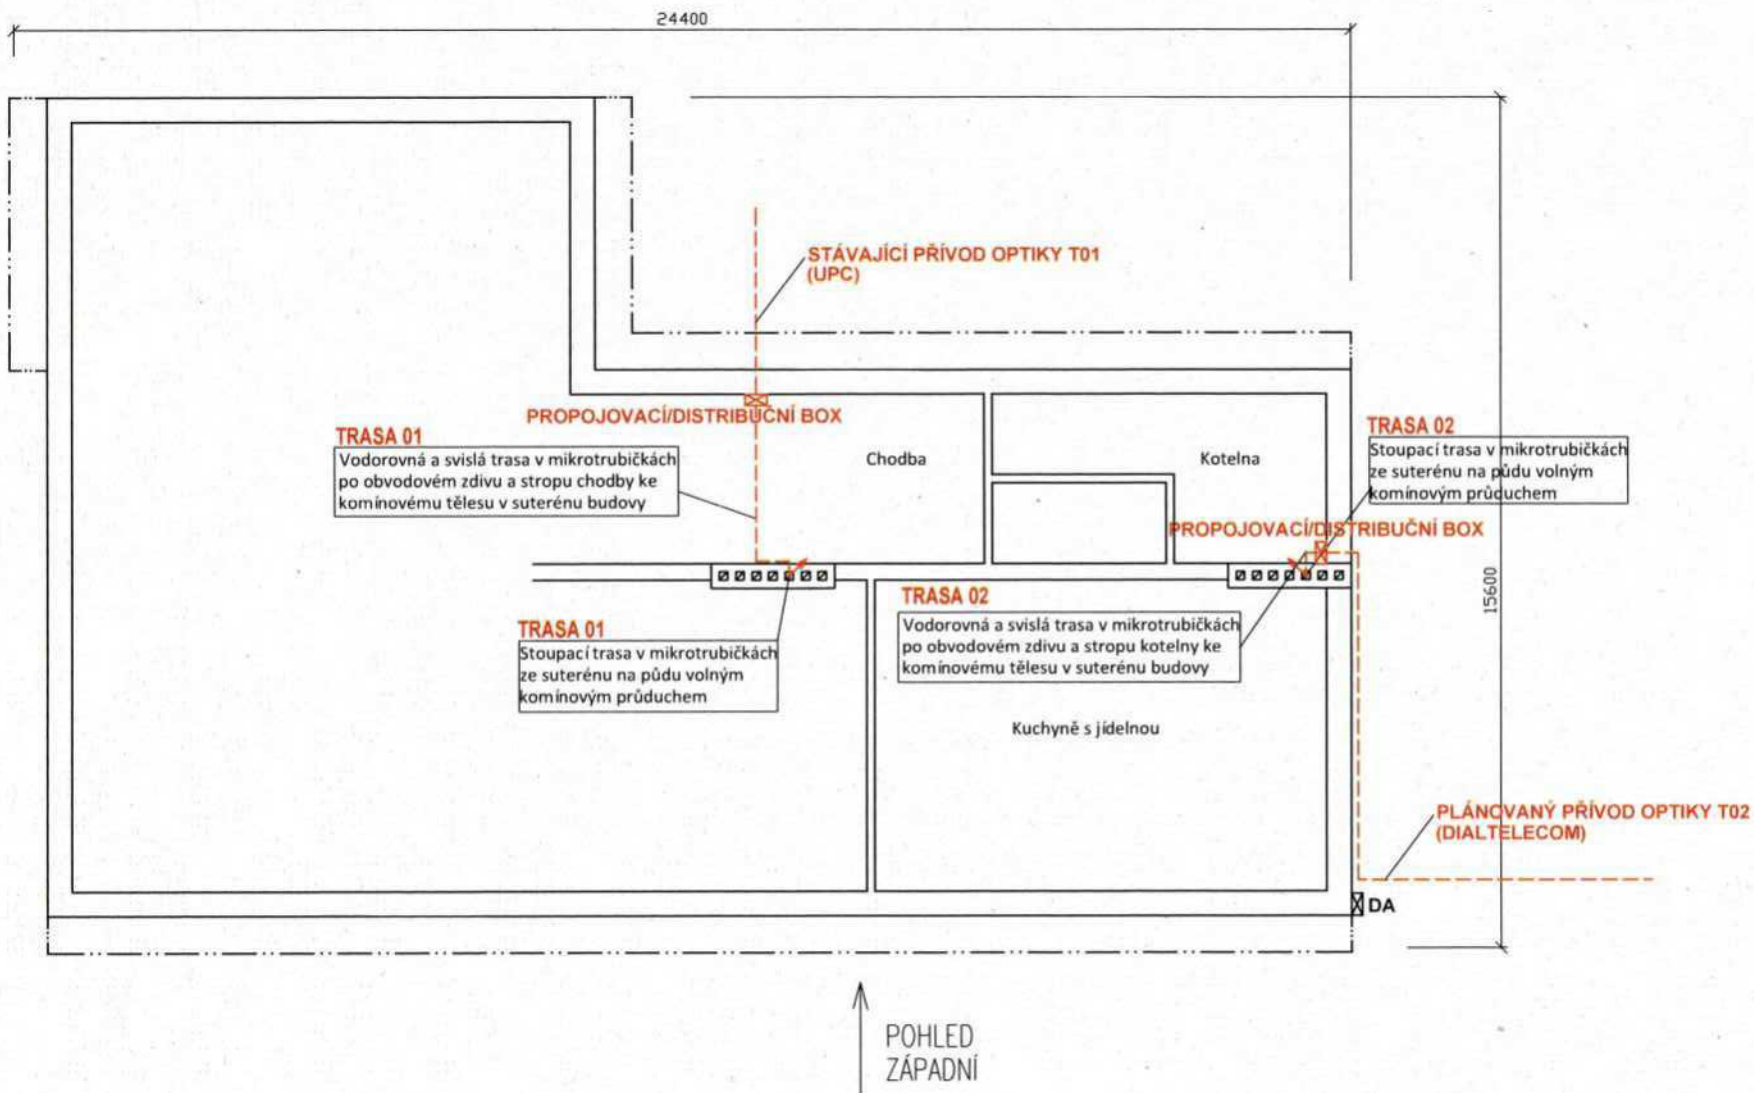 24400
STÁVAJÍCÍ PŘÍVOD OPTIKY T01
(UPC)
PROPOJOVACÍ/DISTRIBUČNÍ BOX
TRASA 01
Vodorovná a svislá trasa v mikrotrubičkách
po obvodovém zdivu a stropu chodby ke
komínovému tělesu v suterénu budovy
Chodba
Kotelna
TRASA 02
Stoupací trasa v mikrotrubičkách
ze suterénu na půdu volným
komínovým průduchem
PROPOJOVACÍ/DISTRIBUČNÍ BOX
15600
TRASA 01
Stoupací trasa v mikrotrubičkách
ze suterénu na půdu volným
komínovým průduchem
TRASA 02
Vodorovná a svislá trasa v mikrotrubičkách
po obvodovém zdivu a stropu kotelny ke
komínovému tělesu v suterénu budovy
Kuchyně s jídelnou
PLÁNOVANÝ PŘÍVOD OPTIKY T02
(DIALTELECOM)
DA
POHLED
ZÁPADNÍ